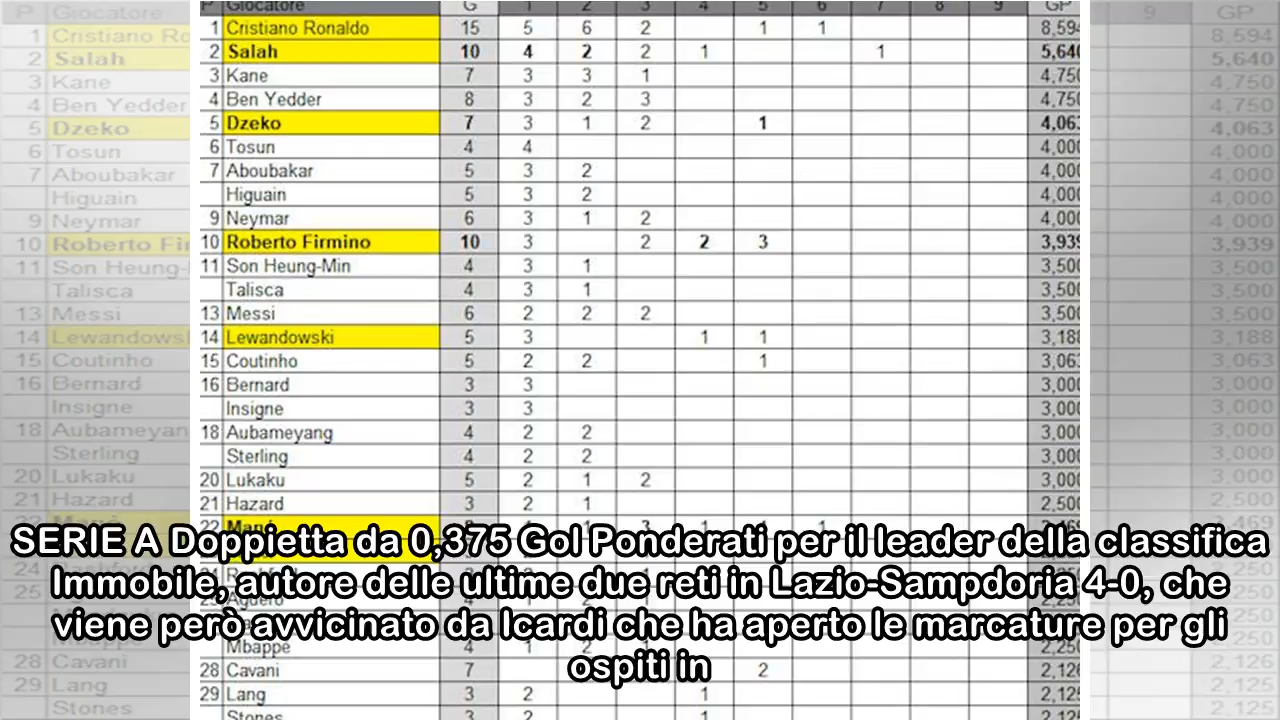 P Giocatore G 1 2 3 4 5 6 7 8 9 GP
1 Cristiano Ronaldo 15 5 6 2 1 1 8,594
2 Salah 10 4 2 2 1 1 5,640
3 Kane 7 3 3 1 4,750
4 Ben Yedder 8 3 2 3 4,750
5 Dzeko 7 3 1 2 1 4,063
6 Tosun 4 4 4,000
7 Aboubakar 5 3 2 4,000
Higuain 5 3 2 4,000
9 Neymar 6 3 1 2 4,000
10 Roberto Firmino 10 3 2 2 3 3,939
11 Son Heung-Min 4 3 1 3,500
Talisca 4 3 1 3,500
13 Messi 6 2 2 2 3,500
14 Lewandowski 5 3 1 1 3,188
15 Coutinho 5 2 2 1 3,063
16 Bernard 3 3 3,000
Insigne 3 3 3,000
18 Aubameyang 4 2 2 3,000
Sterling 4 2 2 3,000
20 Lukaku 5 2 1 2 3,000
21 Hazard 3 2 1 2,500
SERIE A Doppietta da 0,375 Gol Ponderati per il leader della classifica
Immobile, autore delle ultime due reti in Lazio-Sampdoria 4-0, che
viene però avvicinato da Icardi che ha aperto le marcature per gli
ospiti in
Mbappe
28 Cavani 7 2 2,126
29 Lang 3 2 1 2,125
Stones 3 2 1 2,125